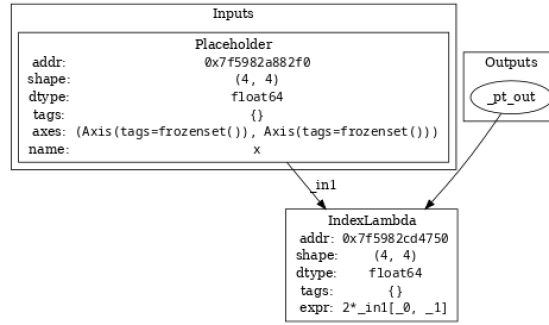 Inputs
Placeholder
addr: 0x7f5982a882f0
shape: (4, 4)
dtype: float64
tags: {}
axes: (Axis(tags=frozenset()), Axis(tags=frozenset()))
name: x
Outputs
_pt_out
_in1
IndexLambda
addr: 0x7f5982cd4750
shape: (4, 4)
dtype: float64
tags: {}
expr: 2*_in1[_0, _1]